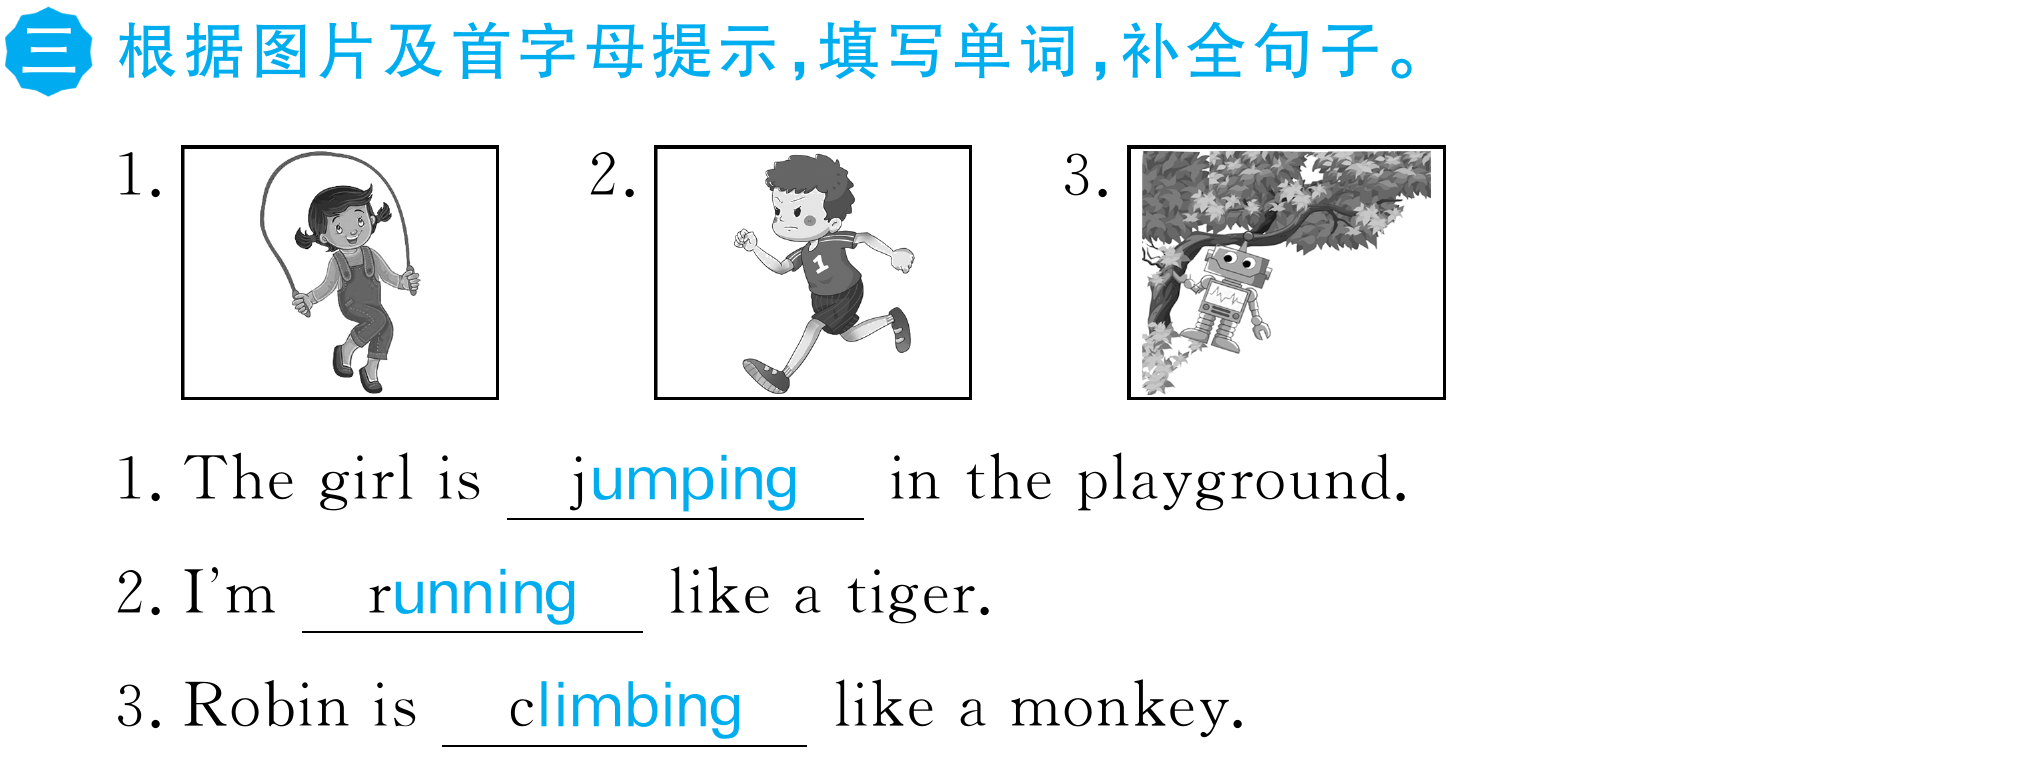 三 根据图片及首字母提示,填写单词,补全句子。
1. 2. 3.
1. The girl is jumping in the playground.
2. I'm running like a tiger.
3. Robin is climbing like a monkey.